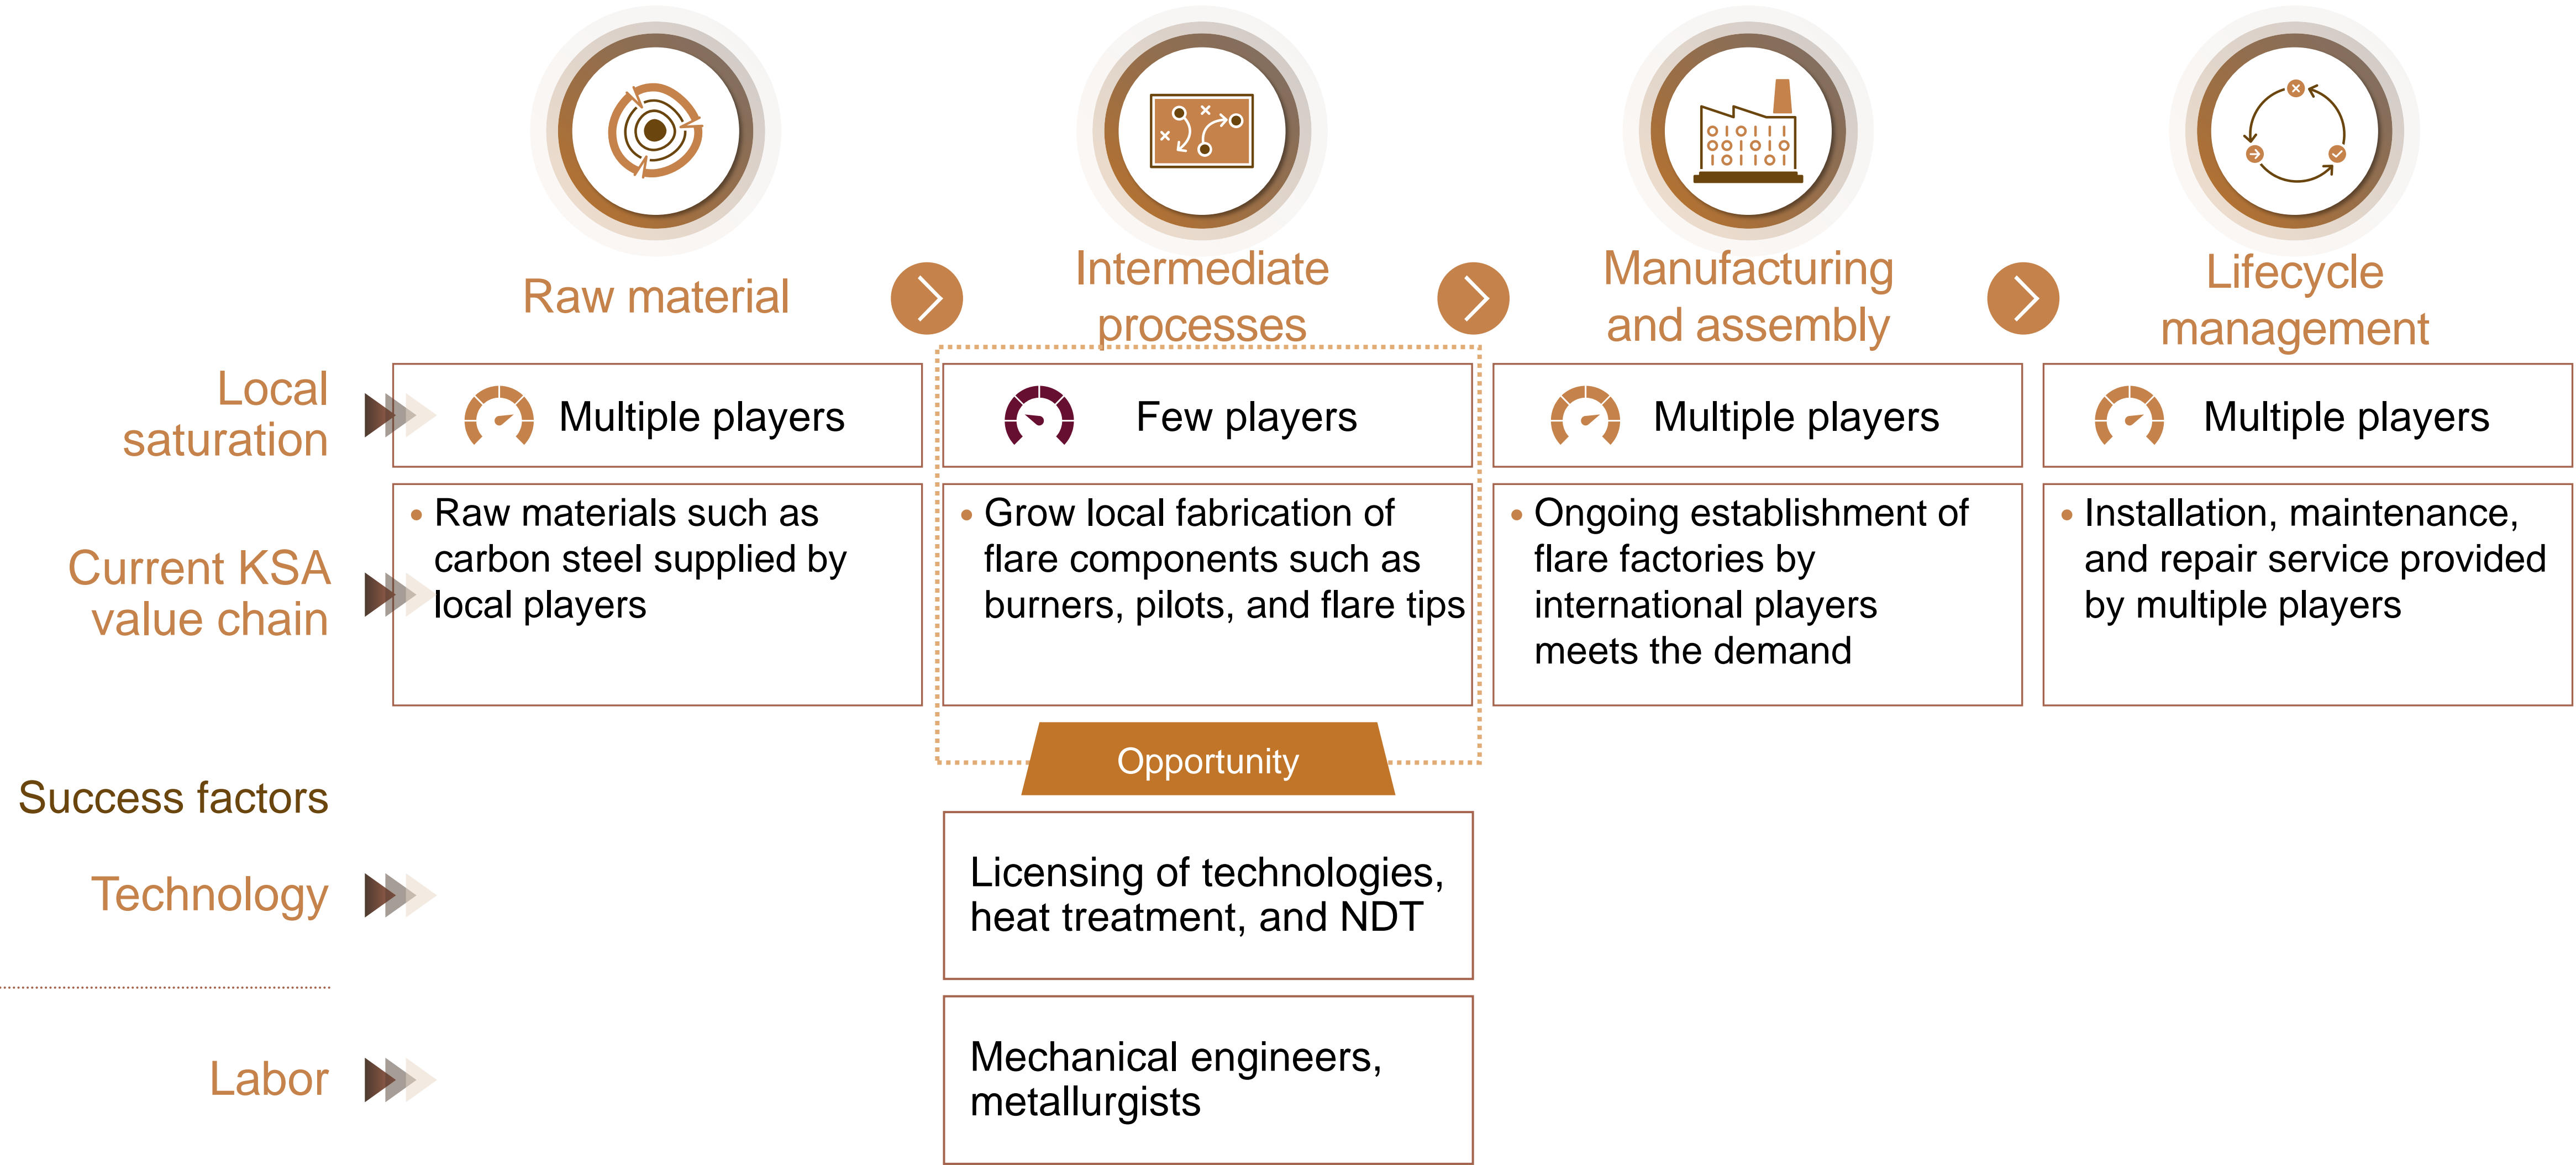 Raw material
Intermediate
processes
Manufacturing
and assembly
Lifecycle
management
Local
saturation
Multiple players
Few players
Multiple players
Multiple players
Current KSA
value chain
• Raw materials such as
carbon steel supplied by
local players
• Grow local fabrication of
flare components such as
burners, pilots, and flare tips
• Ongoing establishment of
flare factories by
international players
meets the demand
• Installation, maintenance,
and repair service provided
by multiple players
Opportunity
Success factors
Technology
Licensing of technologies,
heat treatment, and NDT
Labor
Mechanical engineers,
metallurgists